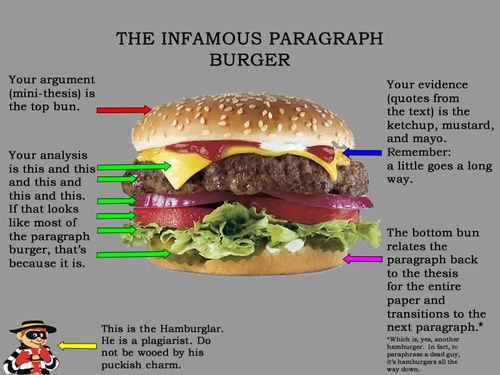 THE INFAMOUS PARAGRAPH
BURGER
Your argument
(mini-thesis) is
the top bun.
Your analysis
is this and this
and this and
this and this.
If that looks
like most of
the paragraph
burger, that's
because it is.
Your evidence
(quotes from
the text) is the
ketchup, mustard,
and mayo.
Remember:
a little goes a long
way.
The bottom bun
relates the
paragraph back
to the thesis
for the entire
paper and
transitions to the
next paragraph.*
*Which is, yes, another
hamburger. In fact, to
paraphrase a dead guy,
it's hamburgers all the
way down.
This is the Hamburglar.
He is a plagiarist. Do
not be wooed by his
puckish charm.